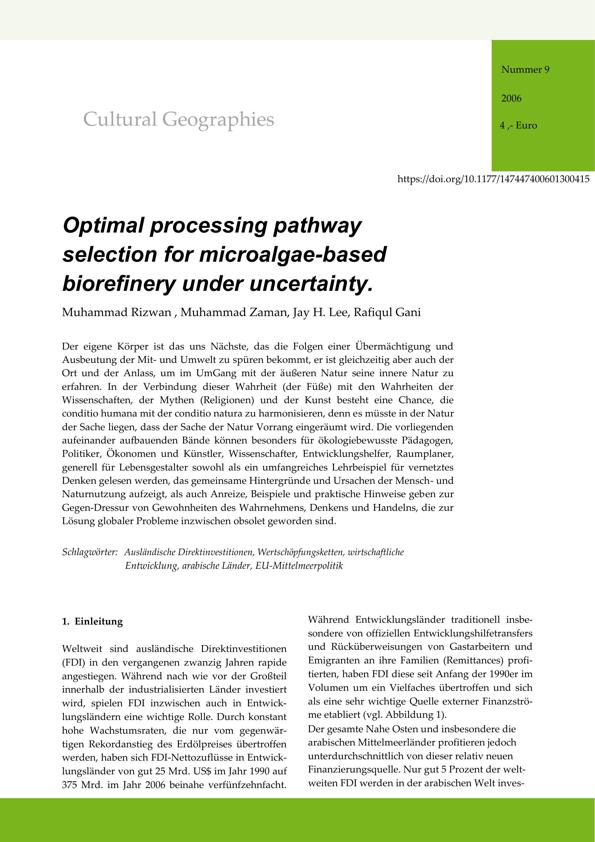 Nummer 9
2006
4 ,- Euro
Cultural Geographies
https://doi.org/10.1177/147447400601300415
Optimal processing pathway
selection for microalgae-based
biorefinery under uncertainty.
Muhammad Rizwan , Muhammad Zaman, Jay H. Lee, Rafiqul Gani
Der eigene Körper ist das uns Nächste, das die Folgen einer Übermächtigung und
Ausbeutung der Mit- und Umwelt zu spüren bekommt, er ist gleichzeitig aber auch der
Ort und der Anlass, um im UmGang mit der äußeren Natur seine innere Natur zu
erfahren. In der Verbindung dieser Wahrheit (der Füße) mit den Wahrheiten der
Wissenschaften, der Mythen (Religionen) und der Kunst besteht eine Chance, die
conditio humana mit der conditio natura zu harmonisieren, denn es müsste in der Natur
der Sache liegen, dass der Sache der Natur Vorrang eingeräumt wird. Die vorliegenden
aufeinander aufbauenden Bände können besonders für ökologiebewusste Pädagogen,
Politiker, Ökonomen und Künstler, Wissenschafter, Entwicklungshelfer, Raumplaner,
generell für Lebensgestalter sowohl als ein umfangreiches Lehrbeispiel für vernetztes
Denken gelesen werden, das gemeinsame Hintergründe und Ursachen der Mensch- und
Naturnutzung aufzeigt, als auch Anreize, Beispiele und praktische Hinweise geben zur
Gegen-Dressur von Gewohnheiten des Wahrnehmens, Denkens und Handelns, die zur
Lösung globaler Probleme inzwischen obsolet geworden sind.
Schlagwörter: Ausländische Direktinvestitionen, Wertschöpfungsketten, wirtschaftliche
Entwicklung, arabische Länder, EU-Mittelmeerpolitik
1. Einleitung
Weltweit sind ausländische Direktinvestitionen
(FDI) in den vergangenen zwanzig Jahren rapide
angestiegen. Während nach wie vor der Großteil
innerhalb der industrialisierten Länder investiert
wird, spielen FDI inzwischen auch in Entwick-
lungsländern eine wichtige Rolle. Durch konstant
hohe Wachstumsraten, die nur vom gegenwär-
tigen Rekordanstieg des Erdölpreises übertroffen
werden, haben sich FDI-Nettozuflüsse in Entwick-
lungsländer von gut 25 Mrd. US$ im Jahr 1990 auf
375 Mrd. im Jahr 2006 beinahe verfünfzehnfacht.
Während Entwicklungsländer traditionell insbe-
sondere von offiziellen Entwicklungshilfetransfers
und Rücküberweisungen von Gastarbeitern und
Emigranten an ihre Familien (Remittances) profi-
tierten, haben FDI diese seit Anfang der 1990er im
Volumen um ein Vielfaches übertroffen und sich
als eine sehr wichtige Quelle externer Finanzströ-
me etabliert (vgl. Abbildung 1).
Der gesamte Nahe Osten und insbesondere die
arabischen Mittelmeerländer profitieren jedoch
unterdurchschnittlich von dieser relativ neuen
Finanzierungsquelle. Nur gut 5 Prozent der welt-
weiten FDI werden in der arabischen Welt inves-